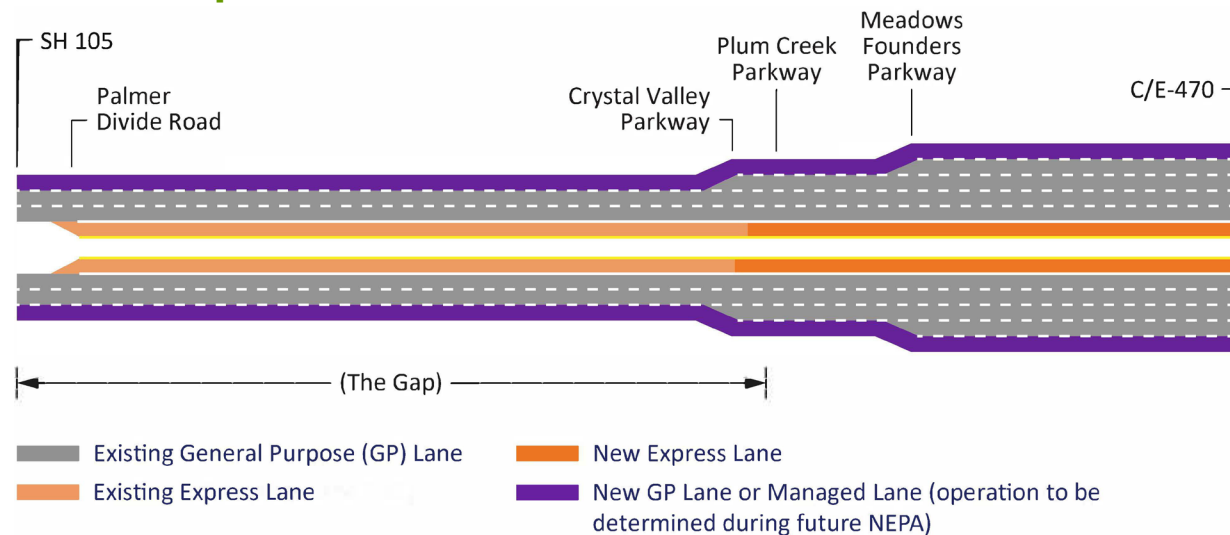 SH 105
Palmer
Divide Road
Crystal Valley
Parkway
Plum Creek
Parkway
Meadows
Founders
Parkway
C/E-470
(The Gap)
Existing General Purpose (GP) Lane
New Express Lane
Existing Express Lane
New GP Lane or Managed Lane (operation to be
determined during future NEPA)